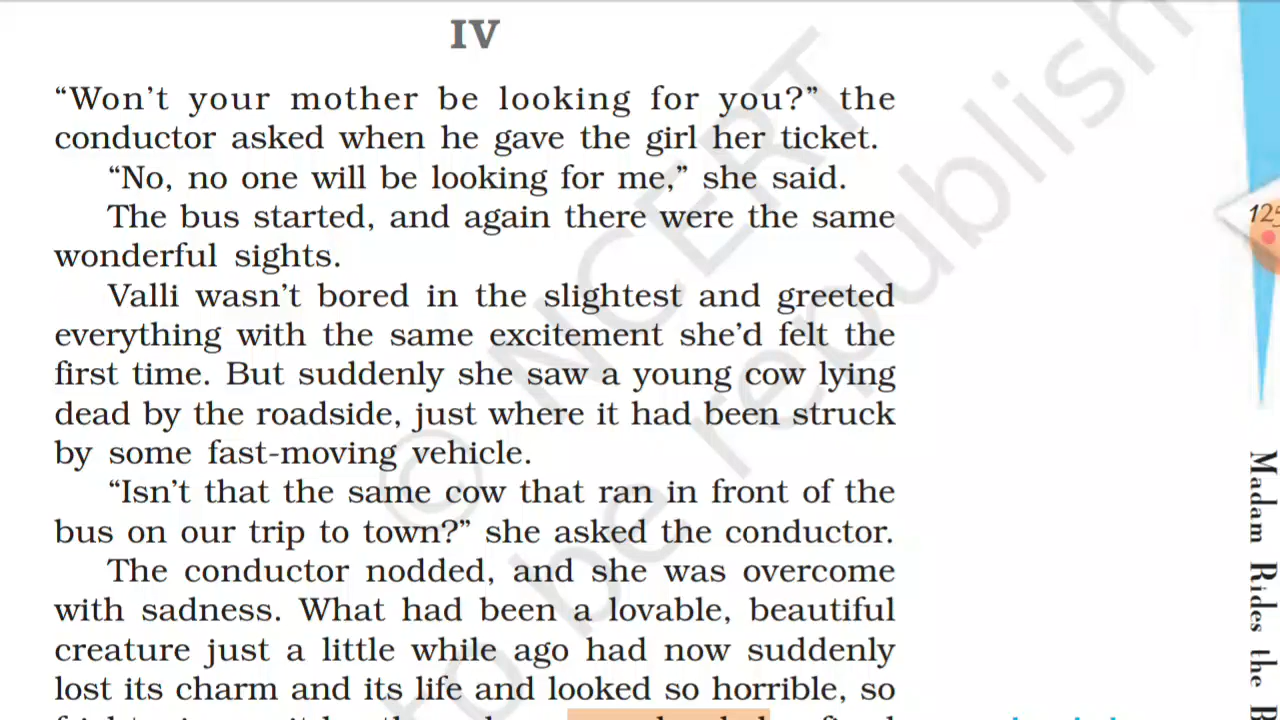 IV
“Won’t your mother be looking for you?” the
conductor asked when he gave the girl her ticket.
“No, no one will be looking for me,” she said.
The bus started, and again there were the same
wonderful sights.
Valli wasn’t bored in the slightest and greeted
everything with the same excitement she’d felt the
first time. But suddenly she saw a young cow lying
dead by the roadside, just where it had been struck
by some fast-moving vehicle.
“Isn’t that the same cow that ran in front of the
bus on our trip to town?” she asked the conductor.
The conductor nodded, and she was overcome
with sadness. What had been a lovable, beautiful
creature just a little while ago had now suddenly
lost its charm and its life and looked so horrible, so
125
Madam Rides the B
© NCERT
to be republish